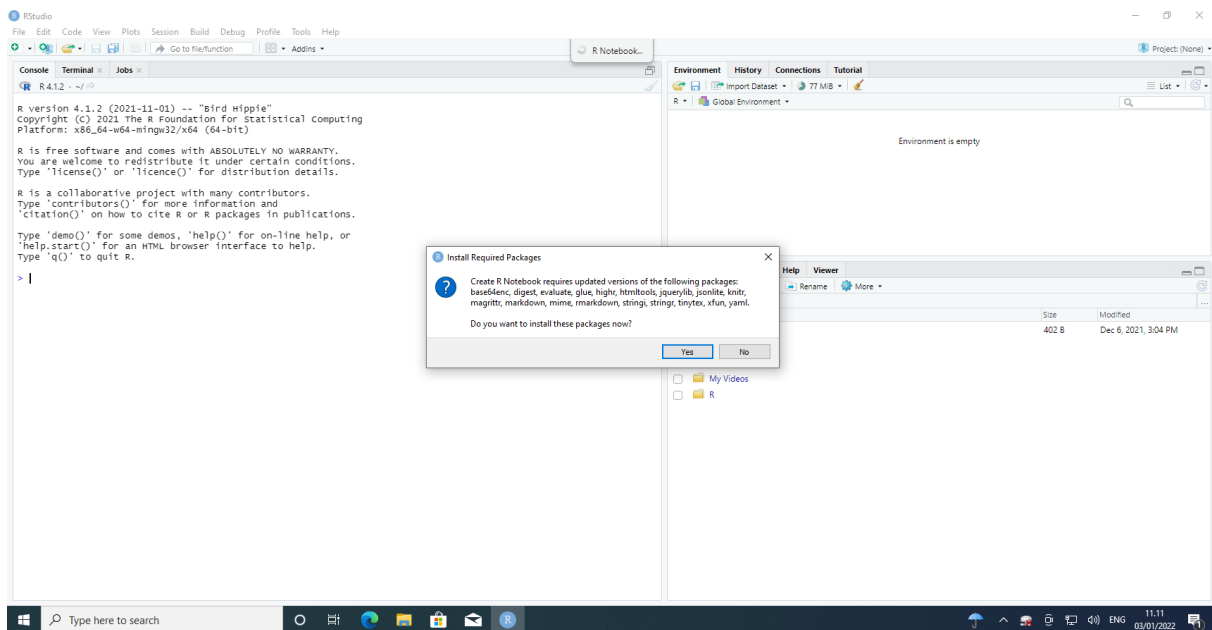 RStudio
File Edit Code View Plots Session Build Debug Profile Tools Help
Go to file/function Addins
R Notebook...
Project: (None)
Console Terminal Jobs
R 4.1.2 · ~/
R version 4.1.2 (2021-11-01) -- "Bird Hippie"
Copyright (C) 2021 The R Foundation for Statistical Computing
Platform: x86_64-w64-mingw32/x64 (64-bit)
R is free software and comes with ABSOLUTELY NO WARRANTY.
You are welcome to redistribute it under certain conditions.
Type 'license()' or 'licence()' for distribution details.
R is a collaborative project with many contributors.
Type 'contributors()' for more information and
'citation()' on how to cite R or R packages in publications.
Type 'demo()' for some demos, 'help()' for on-line help, or
'help.start()' for an HTML browser interface to help.
Type 'q()' to quit R.
>
Environment History Connections Tutorial
Import Dataset 77 MiB List
R Global Environment
Environment is empty
Install Required Packages
Create R Notebook requires updated versions of the following packages:
base64enc, digest, evaluate, glue, highr, htmltools, jquerylib, jsonlite, knitr,
magrittr, markdown, mime, rmarkdown, stringi, stringr, tinytex, xfun, yaml.
Do you want to install these packages now?
Yes No
Help Viewer
Rename More
Size Modified
402 B Dec 6, 2021, 3:04 PM
My Videos
R
Type here to search
ENG
11.11
03/01/2022